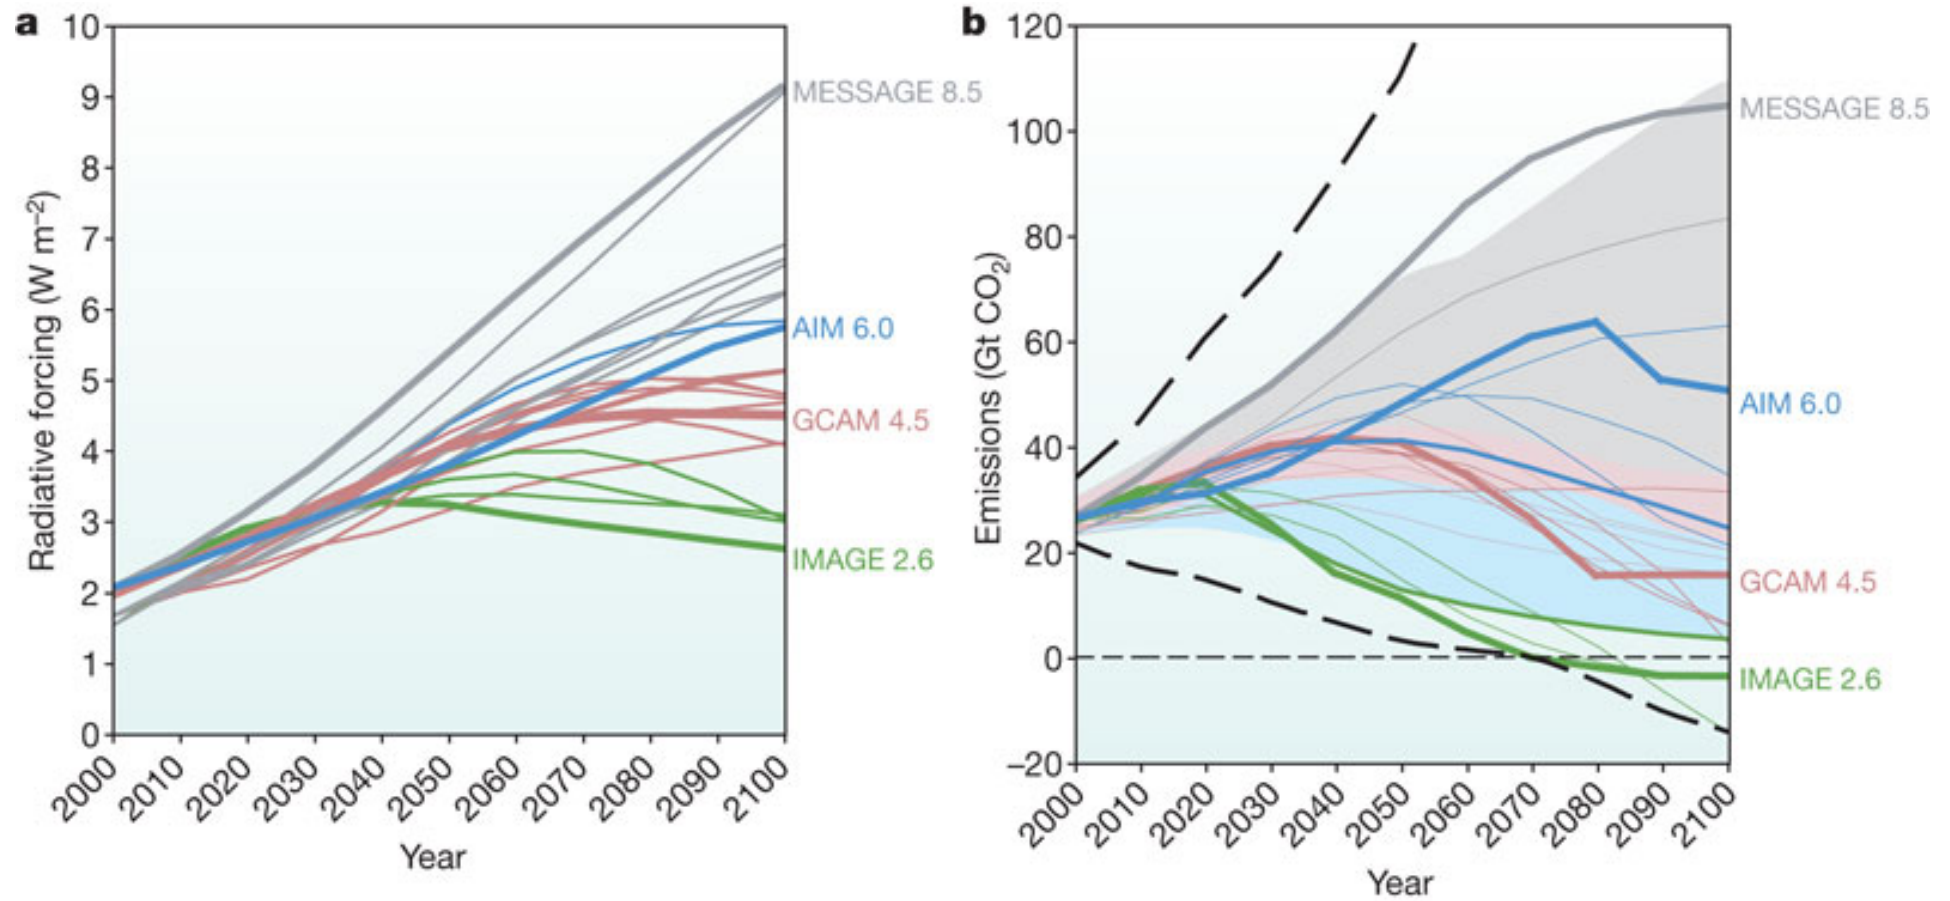 a
10
9
8
7
6
5
4
3
2
1
0
Radiative forcing (W m−2)
2000 2010 2020 2030 2040 2050 2060 2070 2080 2090 2100
Year
MESSAGE 8.5
AIM 6.0
GCAM 4.5
IMAGE 2.6
b
120
100
80
60
40
20
0
−20
Emissions (Gt CO2)
2000 2010 2020 2030 2040 2050 2060 2070 2080 2090 2100
Year
MESSAGE 8.5
AIM 6.0
GCAM 4.5
IMAGE 2.6